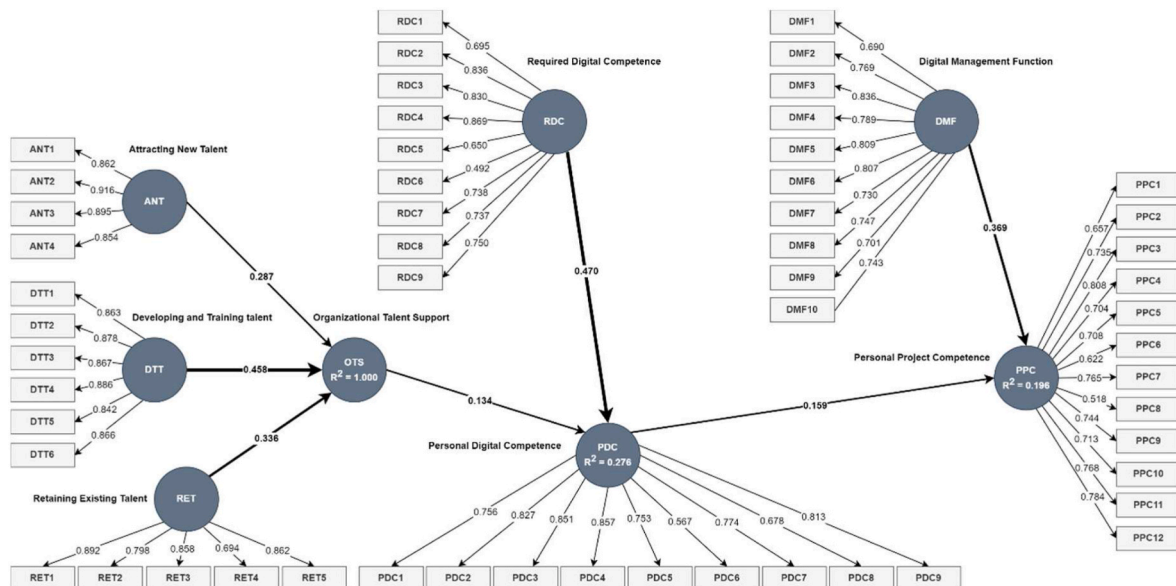 RDC1
RDC2
RDC3
RDC4
RDC5
RDC6
RDC7
RDC8
RDC9
0.695
0.836
0.830
0.869
0.650
0.492
0.738
0.737
0.750
Required Digital Competence
RDC
0.470
DMF1
DMF2
DMF3
DMF4
DMF5
DMF6
DMF7
DMF8
DMF9
DMF10
0.690
0.769
0.836
0.789
0.809
0.807
0.730
0.747
0.701
0.743
Digital Management Function
DMF
0.369
ANT1
ANT2
ANT3
ANT4
0.862
0.916
0.895
0.854
Attracting New Talent
ANT
0.287
DTT1
DTT2
DTT3
DTT4
DTT5
DTT6
0.863
0.878
0.867
0.886
0.842
0.866
Developing and Training talent
DTT
0.458
Organizational Talent Support
OTS
R² = 1.000
0.134
0.336
Retaining Existing Talent
RET
0.892
0.798
0.858
0.694
0.862
RET1
RET2
RET3
RET4
RET5
Personal Digital Competence
PDC
R² = 0.276
0.756
0.827
0.851
0.857
0.753
0.567
0.774
0.678
0.813
PDC1
PDC2
PDC3
PDC4
PDC5
PDC6
PDC7
PDC8
PDC9
0.159
Personal Project Competence
PPC
R² = 0.196
0.657
0.735
0.808
0.704
0.708
0.622
0.765
0.518
0.744
0.713
0.768
0.784
PPC1
PPC2
PPC3
PPC4
PPC5
PPC6
PPC7
PPC8
PPC9
PPC10
PPC11
PPC12